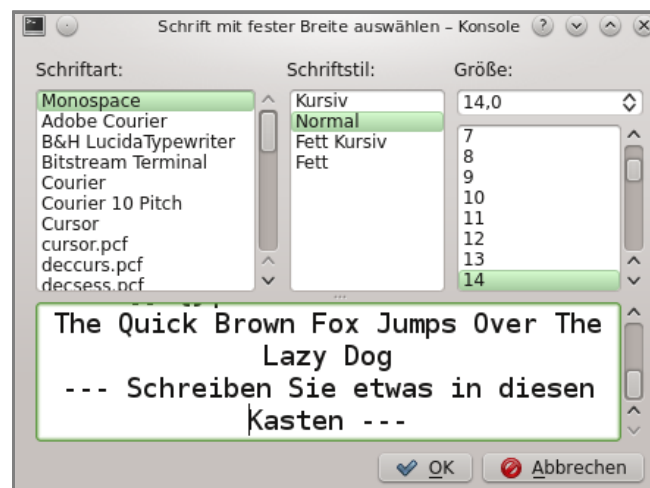 Schrift mit fester Breite auswählen – Konsole
Schriftart:
Monospace
Adobe Courier
B&H LucidaTypewriter
Bitstream Terminal
Courier
Courier 10 Pitch
Cursor
cursor.pcf
deccurs.pcf
decsess.pcf
Schriftstil:
Kursiv
Normal
Fett Kursiv
Fett
Größe:
14,0
7
8
9
10
11
12
13
14
The Quick Brown Fox Jumps Over The
Lazy Dog
--- Schreiben Sie etwas in diesen
Kasten ---
OK
Abbrechen